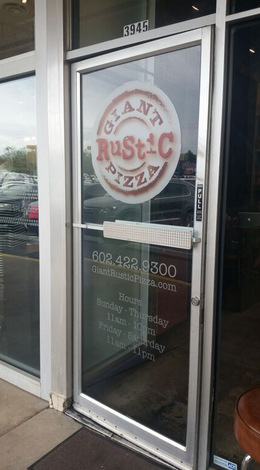 3945
GIANT
RuStiC
PIZZA
PULL
602.422.9300
GiantRusticPizza.com
Hours
Sunday - Thursday
11am - 10pm
Friday - Saturday
11am - 11pm